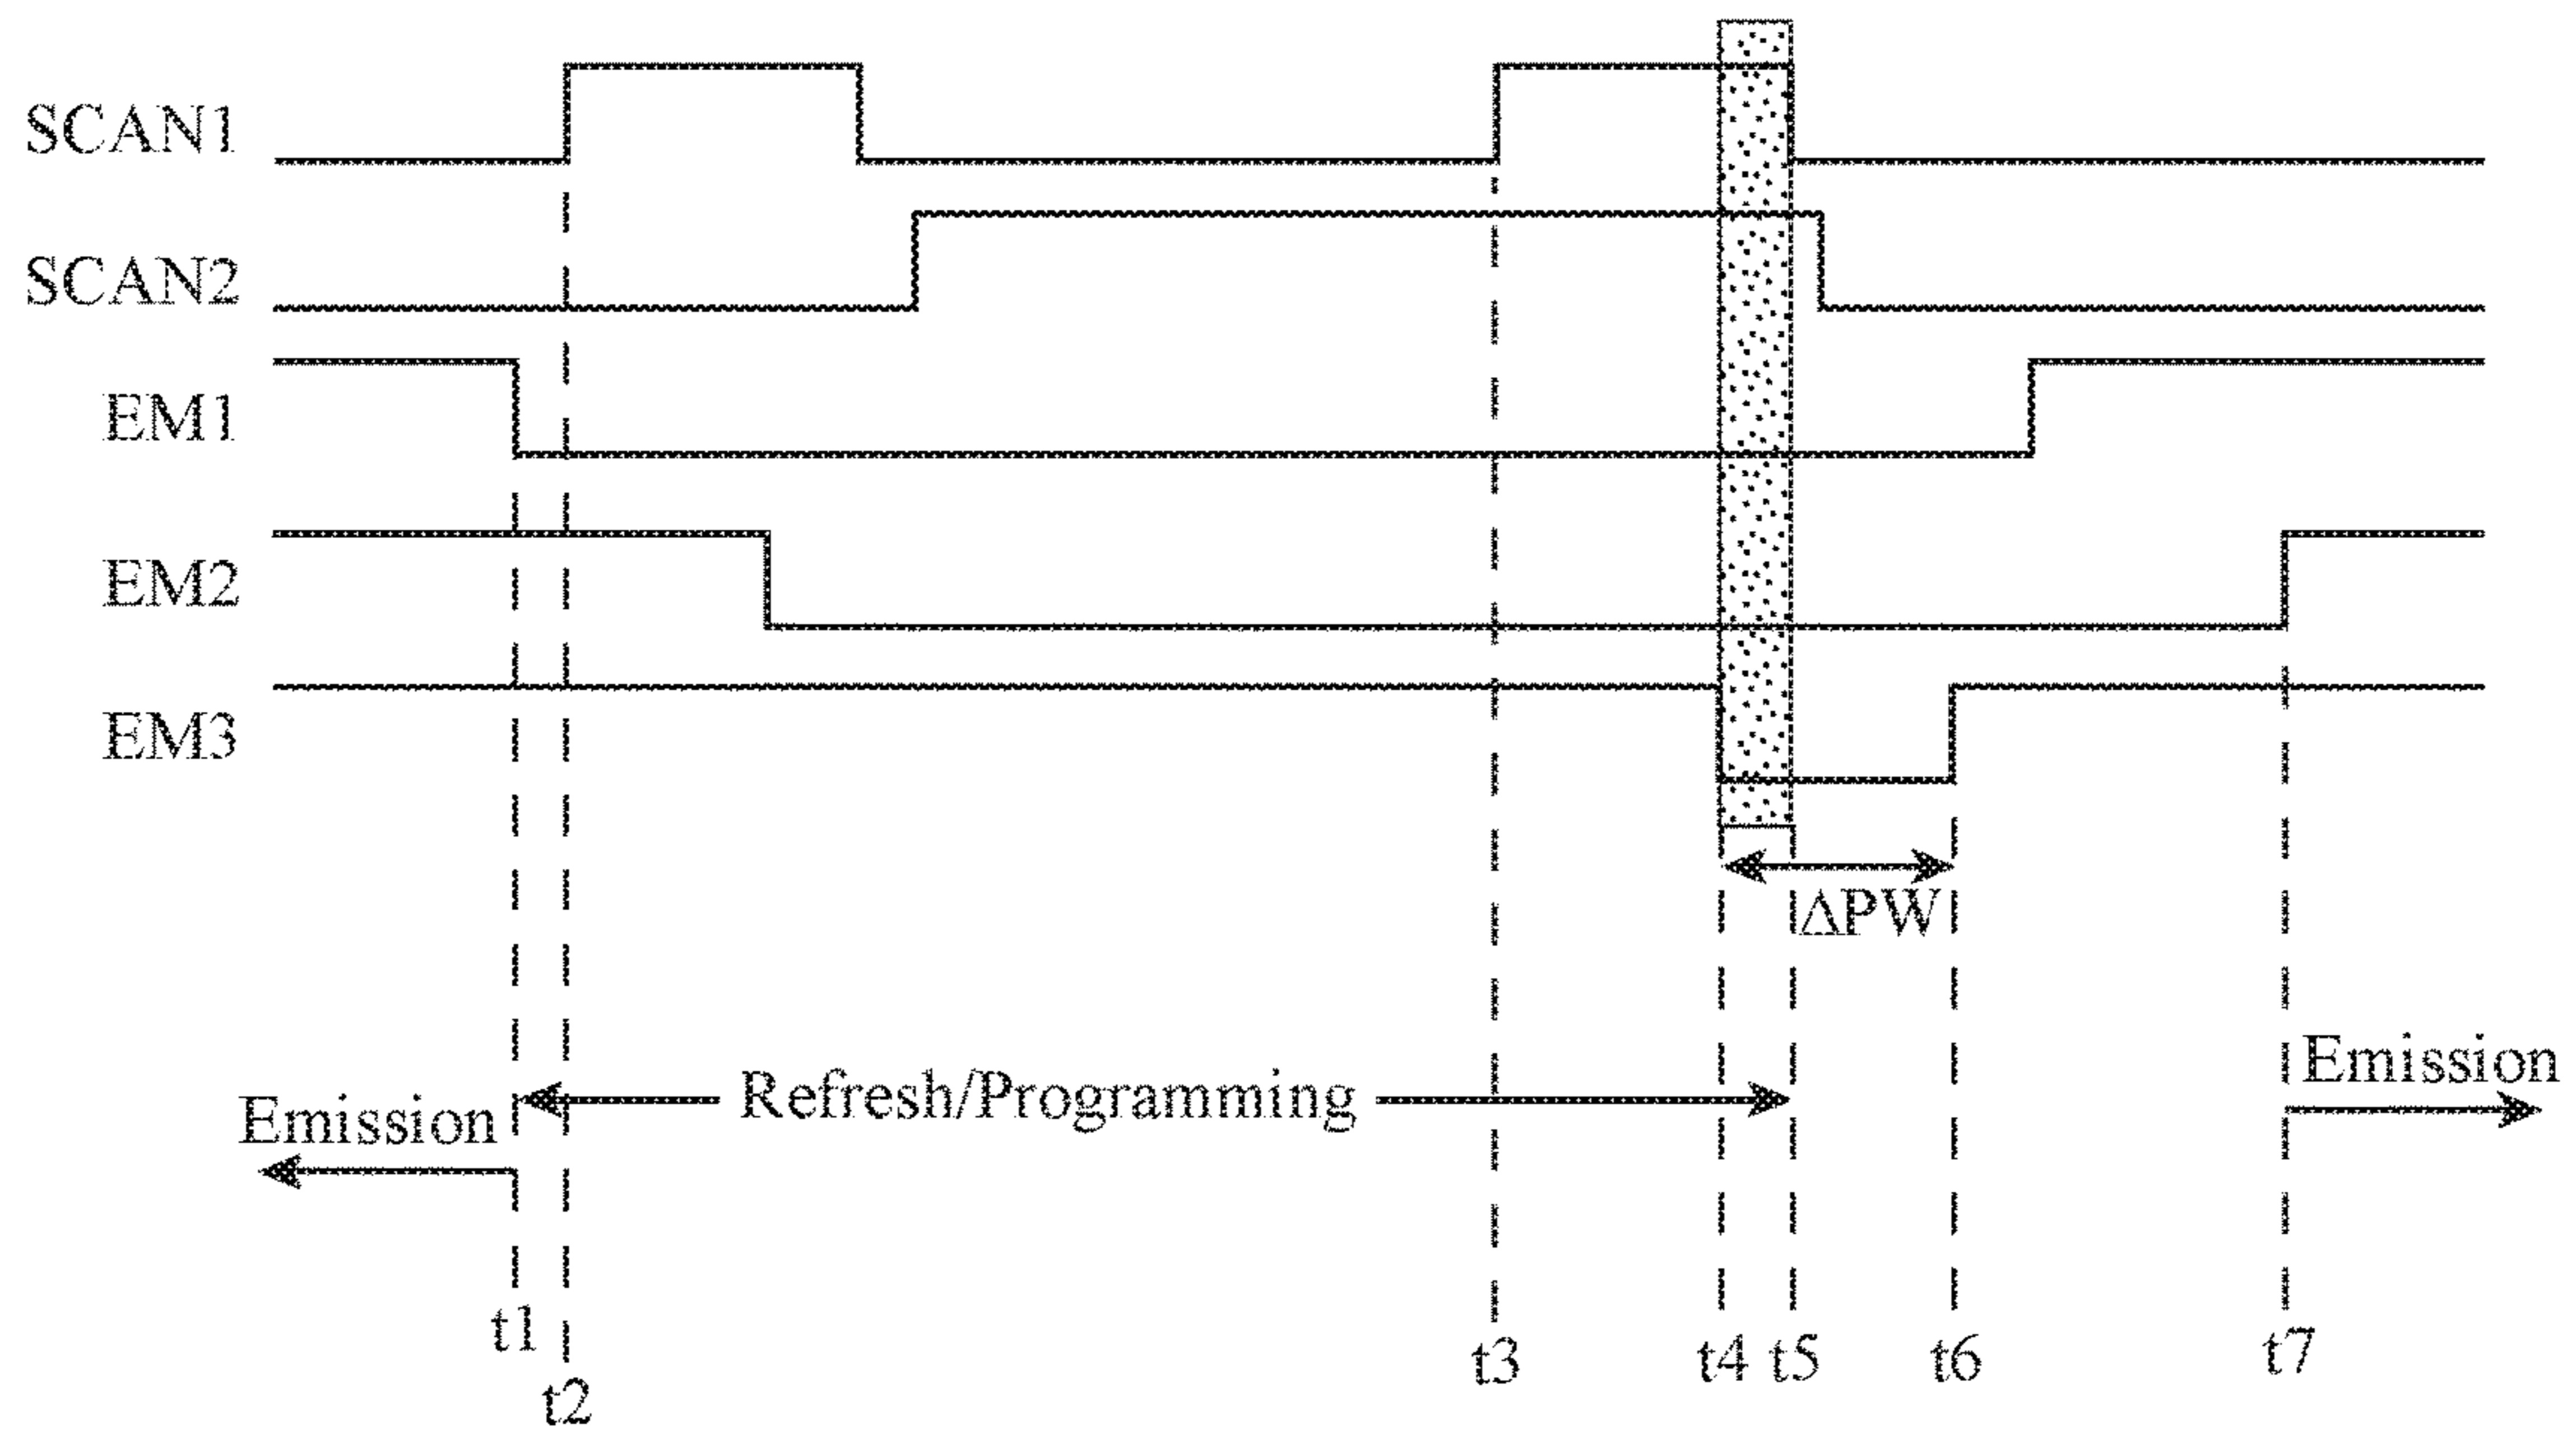 SCAN1
SCAN2
EM1
EM2
EM3
ΔPW
Refresh/Programming
Emission
Emission
t1
t2
t3
t4
t5
t6
t7